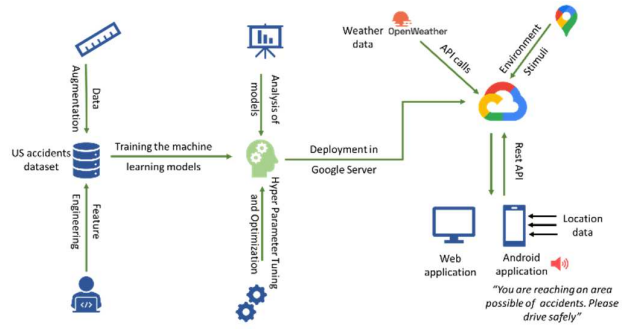 Weather
data
OpenWeather
API calls
Environment
Stimuli
Data
Augmentation
Analysis of
models
US accidents
dataset
Training the machine
learning models
Deployment in
Google Server
Feature
Engineering
Hyper Parameter Tuning
and Optimization
Rest API
Web
application
Android
application
Location
data
"You are reaching an area
possible of accidents. Please
drive safely"